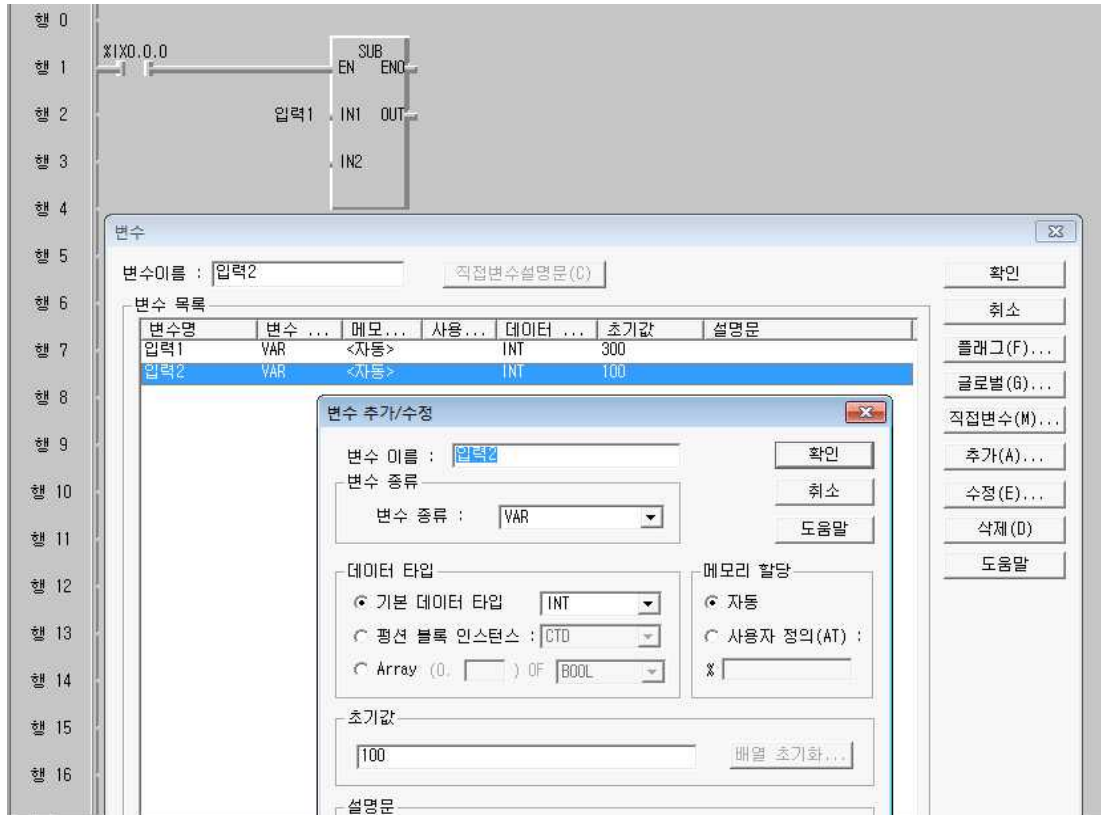 행 0
%IX0.0.0 SUB
행 1 EN ENO
행 2 입력1 IN1 OUT
행 3 IN2
행 4
변수
행 5
변수이름 : 입력2 직접변수설명문(C) 확인
행 6 변수 목록 취소
변수명 변수 ... 메모... 사용... 데이터 ... 초기값 설명문
행 7 입력1 VAR <자동> INT 300 플래그(F)...
입력2 VAR <자동> INT 100 글로벌(G)...
행 8
변수 추가/수정 직접변수(M)...
행 9 변수 이름 : 입력2 확인 추가(A)...
변수 종류
행 10 취소 수정(E)...
변수 종류 : VAR
행 11 도움말 삭제(D)
데이터 타입 메모리 할당 도움말
행 12
기본 데이터 타입 INT 자동
행 13 펑션 블록 인스턴스 : CTD 사용자 정의(AT) :
행 14 Array (0. ) OF BOOL %
행 15 초기값
행 16 100 배열 초기화...
설명문